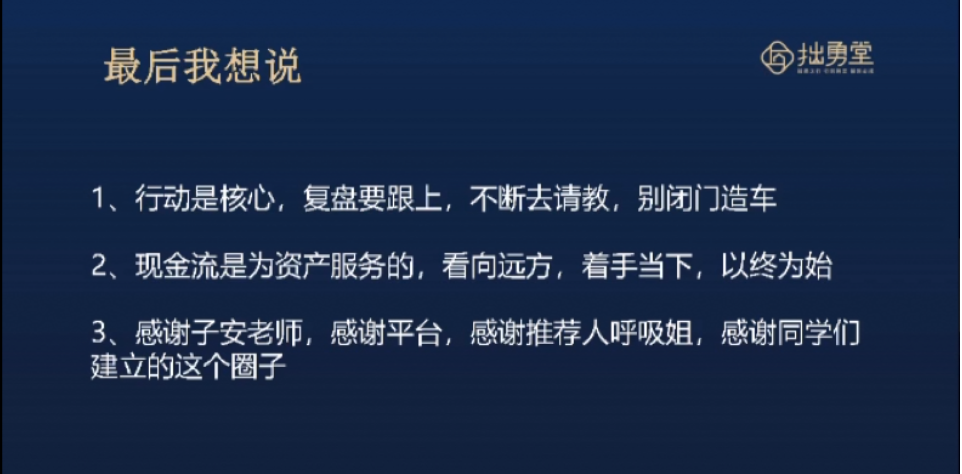 最后我想说
拙勇堂
1、行动是核心，复盘要跟上，不断去请教，别闭门造车
2、现金流是为资产服务的，看向远方，着手当下，以终为始
3、感谢子安老师，感谢平台，感谢推荐人呼吸姐，感谢同学们
建立的这个圈子